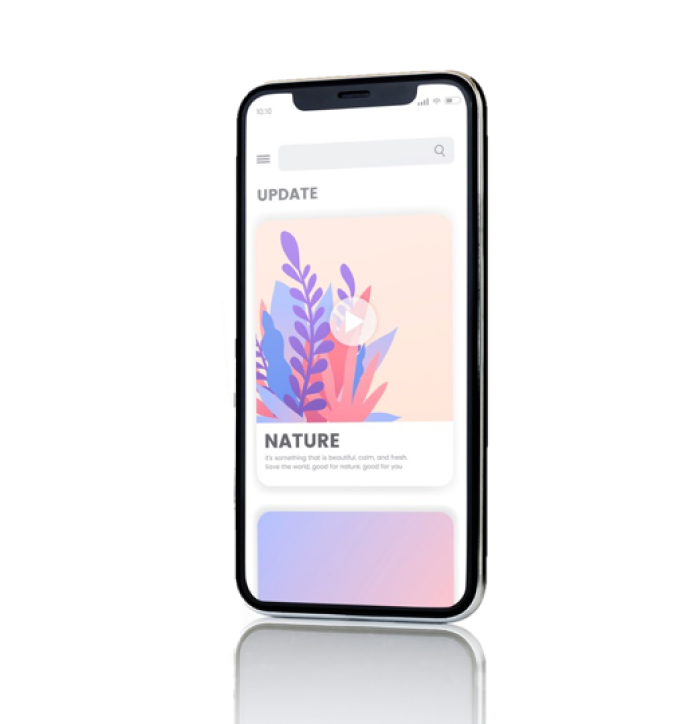 10:10
UPDATE
NATURE
It's something that is beautiful, calm, and fresh.
Save the world, good for nature, good for you